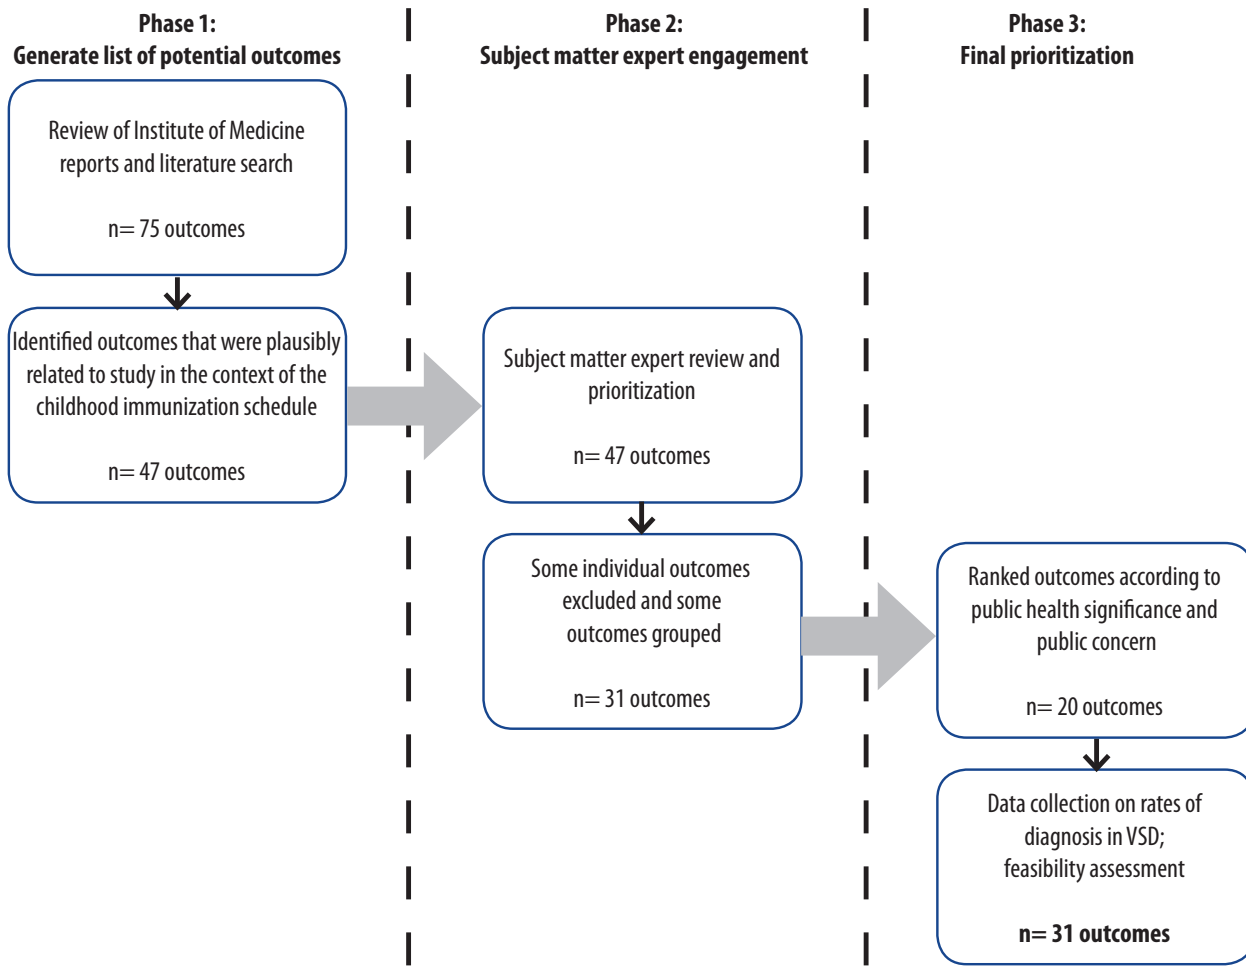 Phase 1:
Generate list of potential outcomes
Review of Institute of Medicine
reports and literature search
n= 75 outcomes
Identified outcomes that were plausibly
related to study in the context of the
childhood immunization schedule
n= 47 outcomes
Phase 2:
Subject matter expert engagement
Subject matter expert review and
prioritization
n= 47 outcomes
Some individual outcomes
excluded and some
outcomes grouped
n= 31 outcomes
Phase 3:
Final prioritization
Ranked outcomes according to
public health significance and
public concern
n= 20 outcomes
Data collection on rates of
diagnosis in VSD;
feasibility assessment
n= 31 outcomes